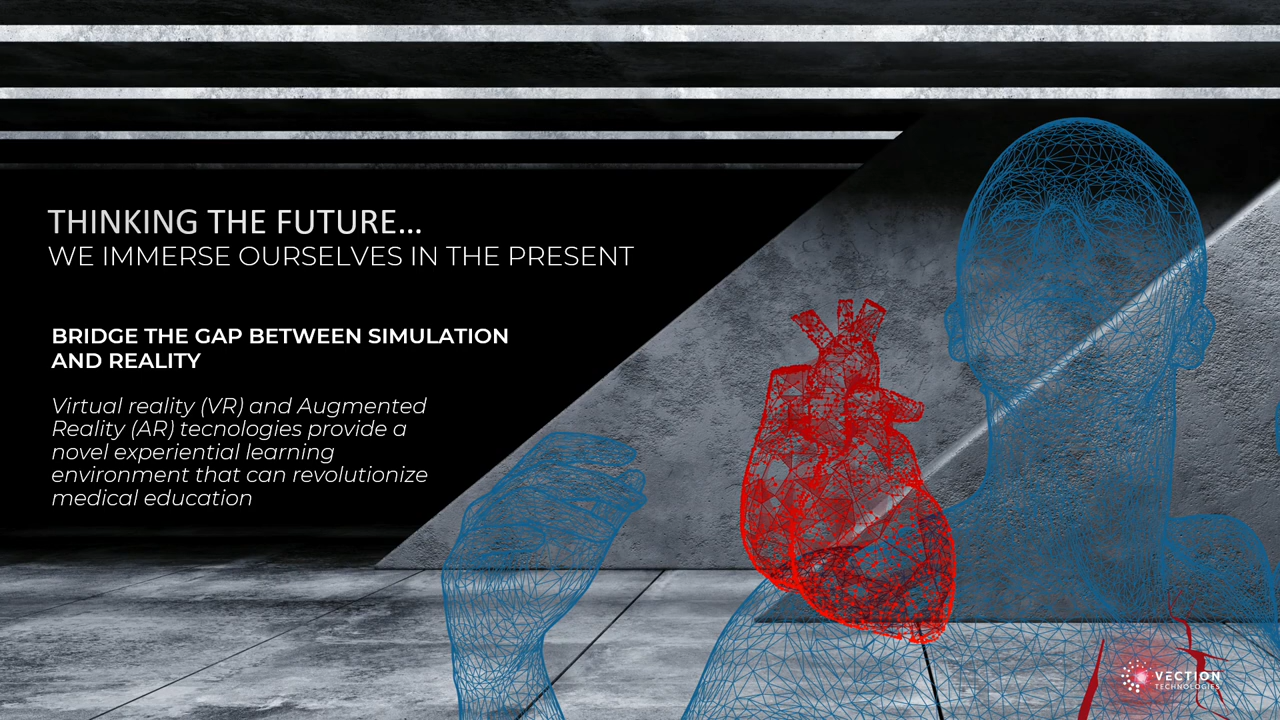 THINKING THE FUTURE...
WE IMMERSE OURSELVES IN THE PRESENT
BRIDGE THE GAP BETWEEN SIMULATION
AND REALITY
Virtual reality (VR) and Augmented
Reality (AR) tecnologies provide a
novel experiential learning
environment that can revolutionize
medical education
VECTION
TECHNOLOGIES